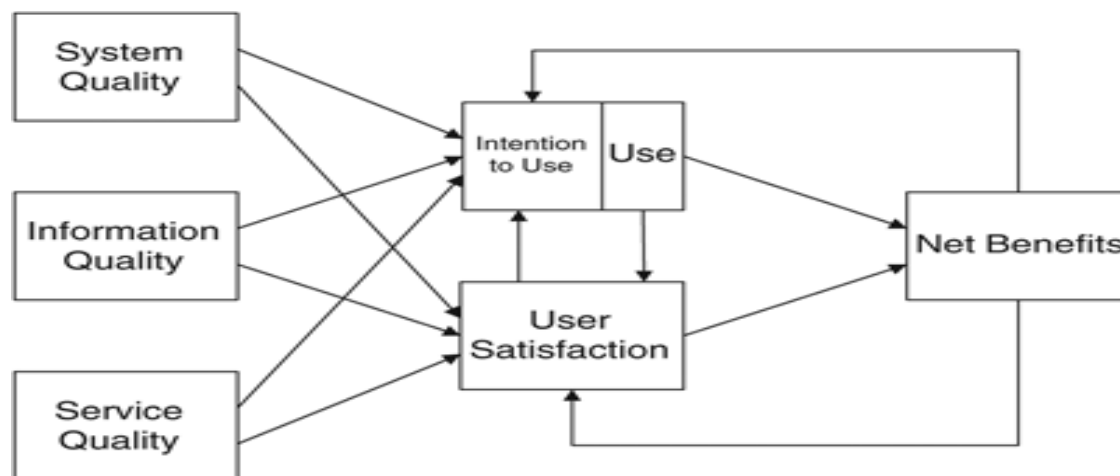 System
Quality
Intention
to Use
Use
Information
Quality
Net Benefits
User
Satisfaction
Service
Quality